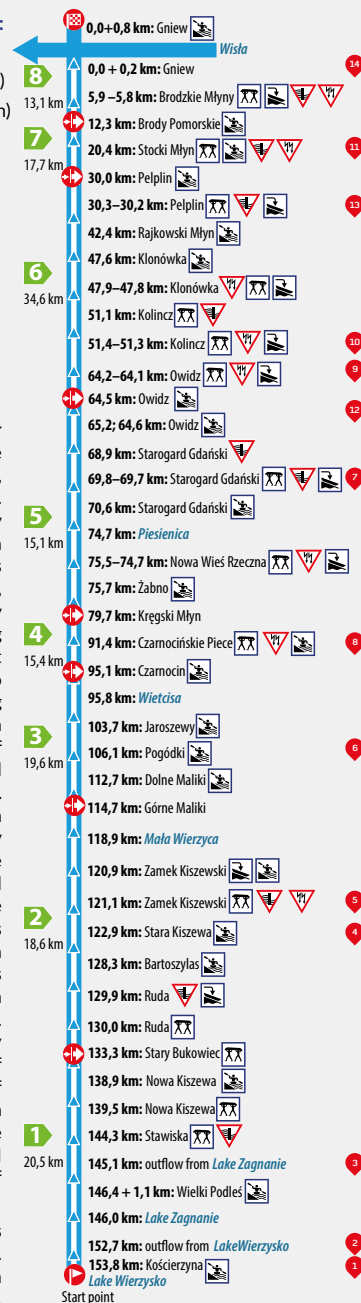 0,0+0,8 km: Gniew
Wisła
0,0 + 0,2 km: Gniew
14
8
13,1 km
5,9 –5,8 km: Brodzkie Młyny
12,3 km: Brody Pomorskie
7
17,7 km
20,4 km: Stocki Młyn
11
30,0 km: Pelplin
30,3–30,2 km: Pelplin
13
42,4 km: Rajkowski Młyn
47,6 km: Klonówka
6
34,6 km
47,9–47,8 km: Klonówka
51,1 km: Kolincz
51,4–51,3 km: Kolincz
10
64,2–64,1 km: Owidz
9
64,5 km: Owidz
12
65,2; 64,6 km: Owidz
68,9 km: Starogard Gdański
69,8–69,7 km: Starogard Gdański
7
70,6 km: Starogard Gdański
5
15,1 km
74,7 km: Piesienica
75,5–74,7 km: Nowa Wieś Rzeczna
75,7 km: Żabno
79,7 km: Kręgski Młyn
4
15,4 km
91,4 km: Czarnocińskie Piece
8
95,1 km: Czarnocin
95,8 km: Wietcisa
103,7 km: Jaroszewy
3
19,6 km
106,1 km: Pogódki
6
112,7 km: Dolne Maliki
114,7 km: Górne Maliki
118,9 km: Mała Wierzyca
120,9 km: Zamek Kiszewski
121,1 km: Zamek Kiszewski
5
2
18,6 km
122,9 km: Stara Kiszewa
4
128,3 km: Bartoszylas
129,9 km: Ruda
130,0 km: Ruda
133,3 km: Stary Bukowiec
138,9 km: Nowa Kiszewa
139,5 km: Nowa Kiszewa
1
20,5 km
144,3 km: Stawiska
145,1 km: outflow from Lake Zagnanie
3
146,4 + 1,1 km: Wielki Podleś
146,0 km: Lake Zagnanie
152,7 km: outflow from LakeWierzysko
2
153,8 km: Kościerzyna
1
Lake Wierzysko
Start point